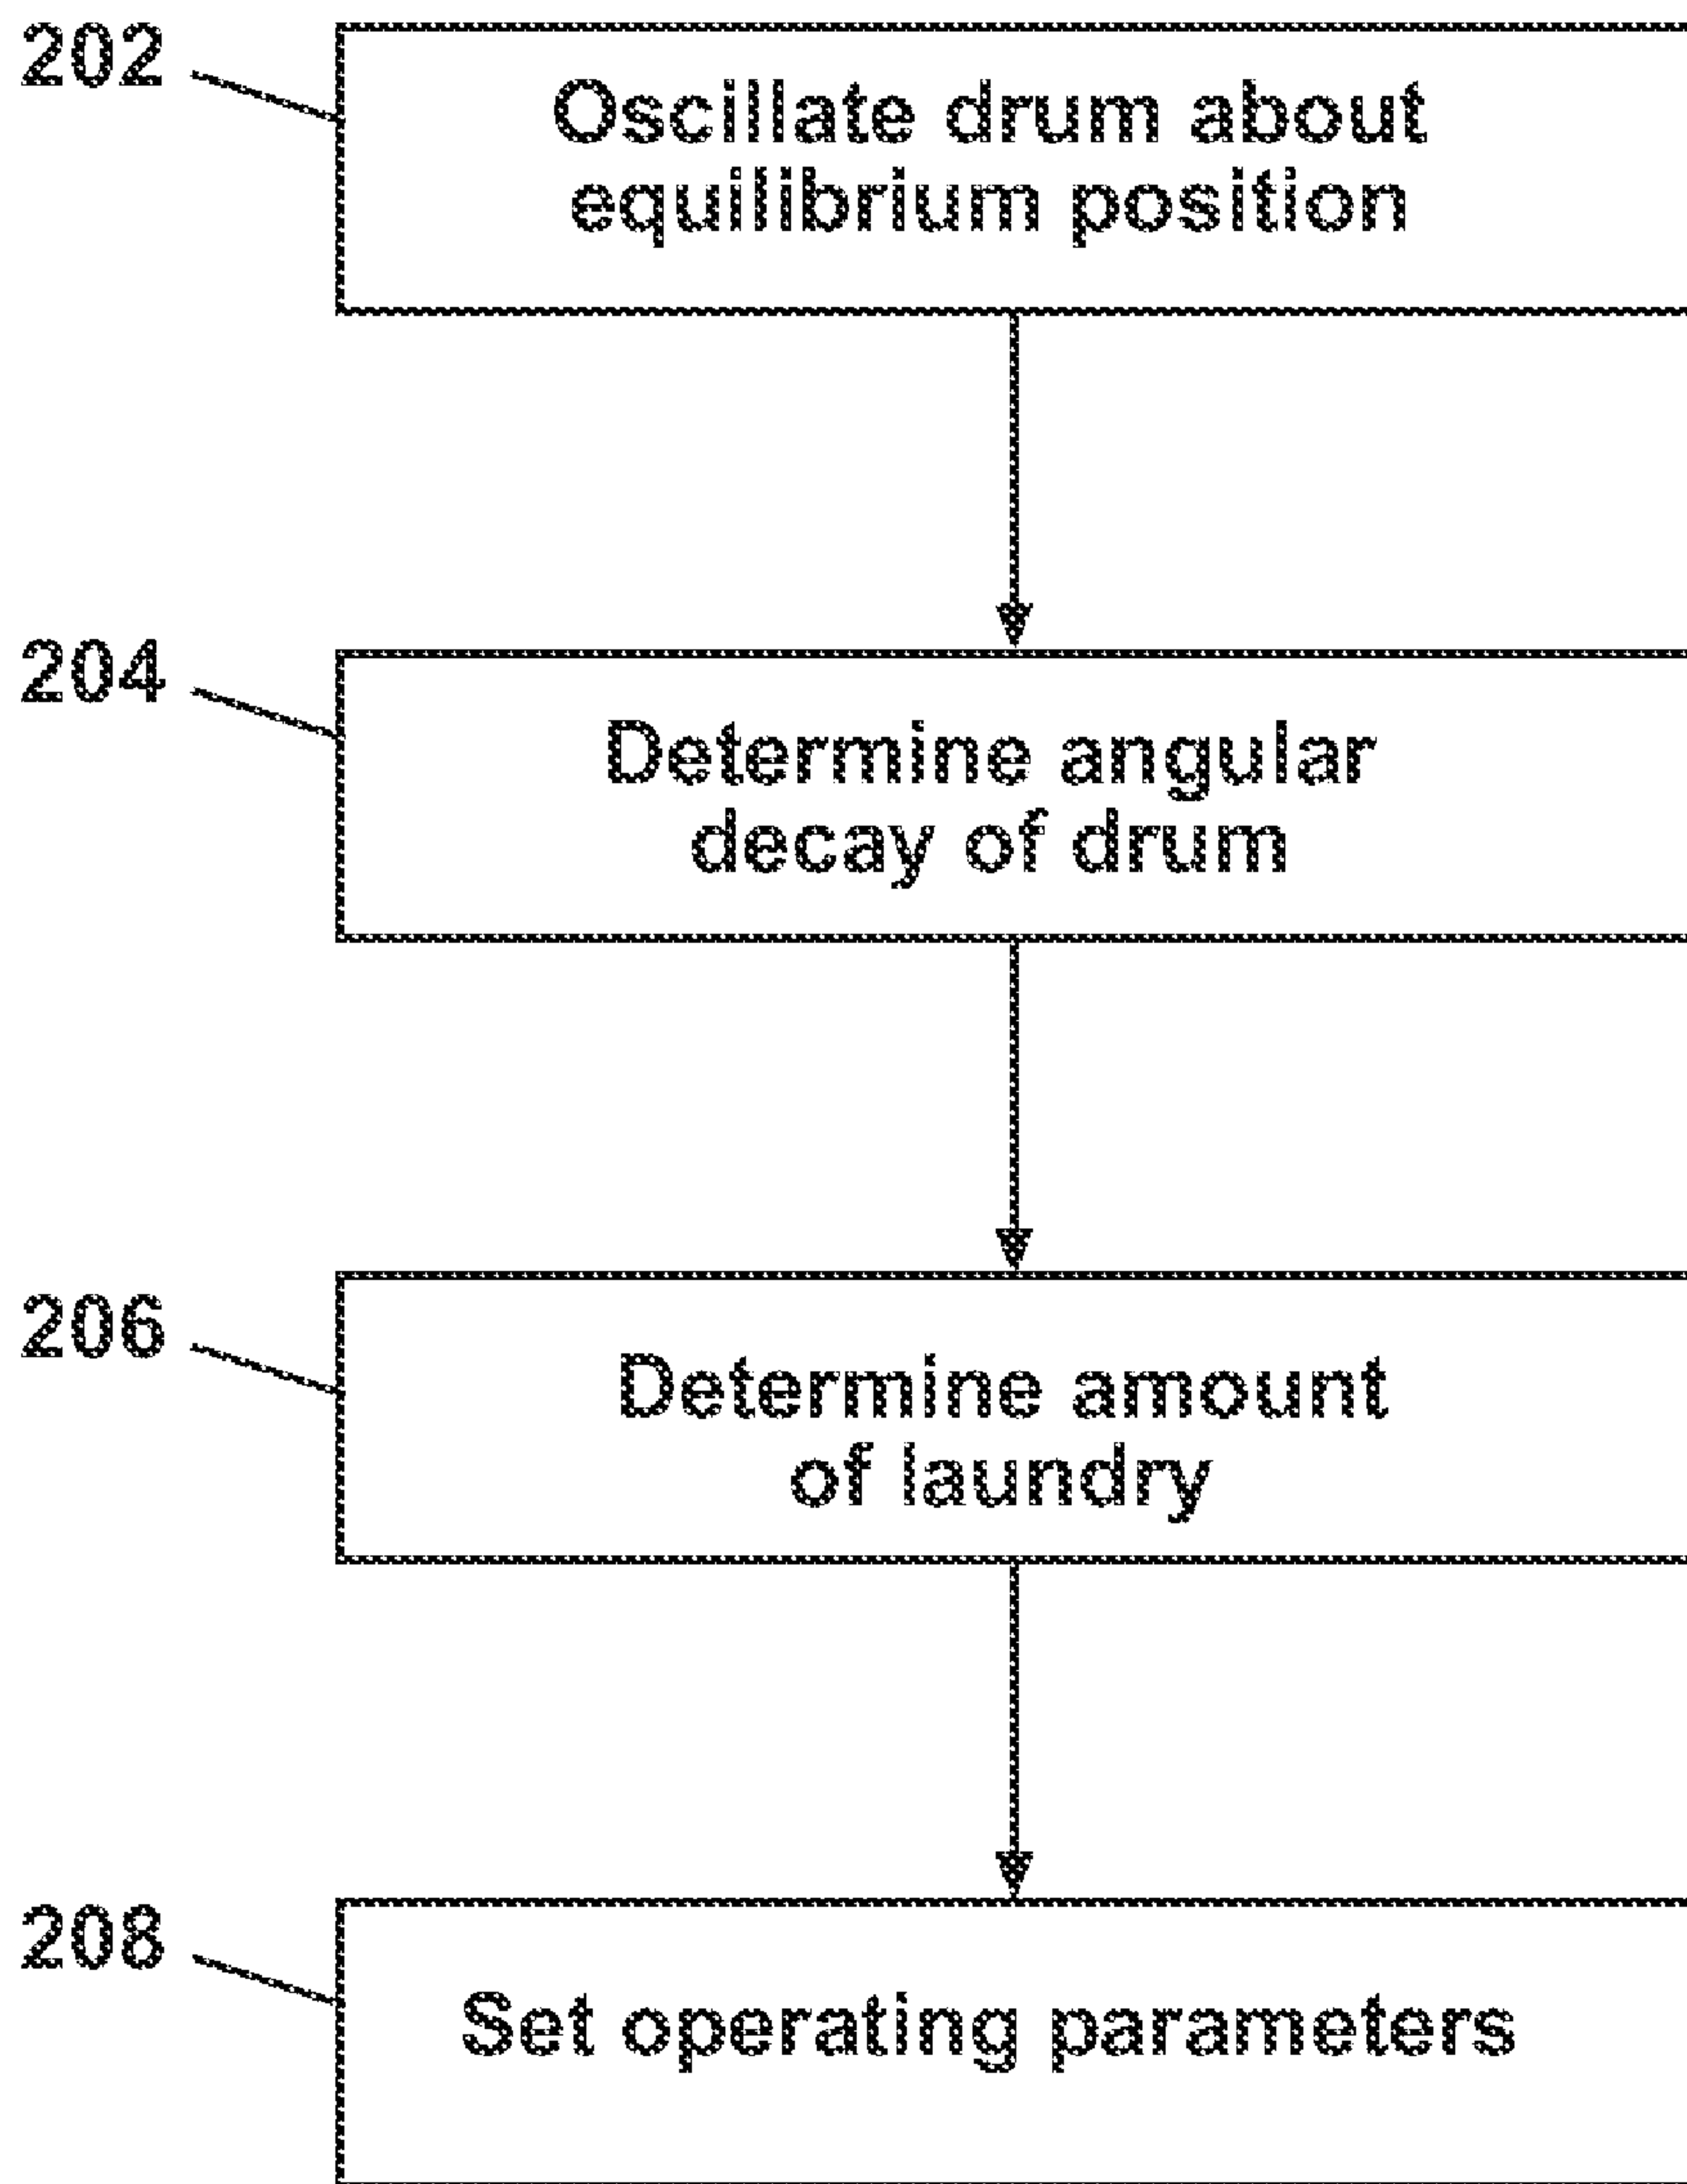 202
Oscillate drum about
equilibrium position
204
Determine angular
decay of drum
206
Determine amount
of laundry
208
Set operating parameters